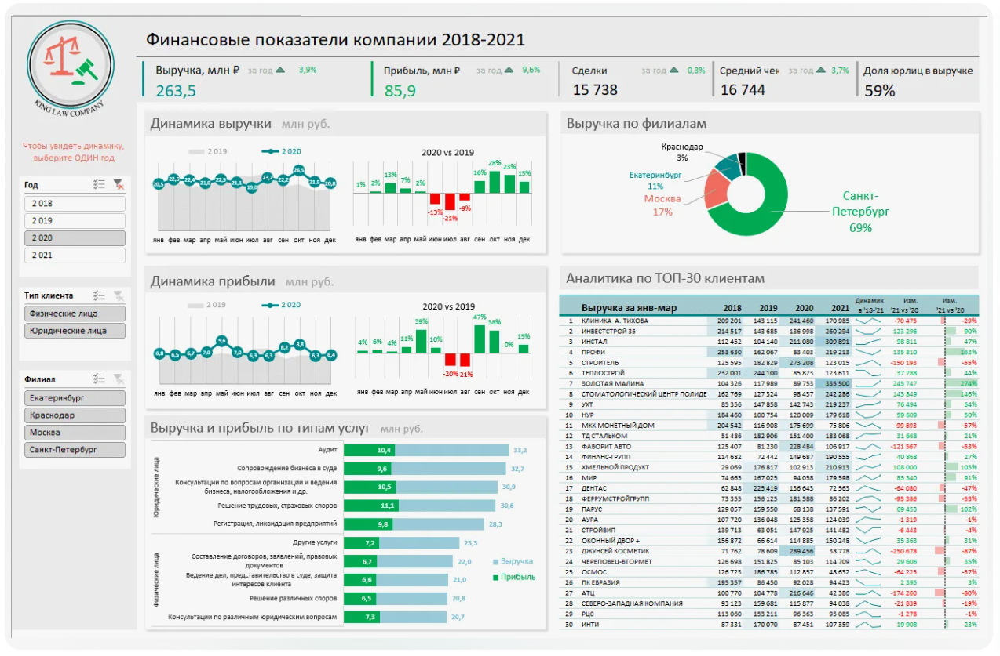 Финансовые показатели компании 2018-2021
KING LAW COMPANY
Выручка, млн ₽ за год 3,9%
263,5
Прибыль, млн ₽ за год 9,6%
85,9
Сделки за год 0,3%
15 738
Средний чек за год 3,7%
16 744
Доля юрлиц в выручке
59%
Чтобы увидеть динамику,
выберите ОДИН год
Год
2 018
2 019
2 020
2 021
Тип клиента
Физические лица
Юридические лица
Филиал
Екатеринбург
Краснодар
Москва
Санкт-Петербург
Динамика выручки млн руб.
2 019 2 020
20,5 22,6 22,4 21,0 22,5 21,1 19,0 23,2 22,2 26,5 21,5 20,8
янв фев мар апр май июн июл авг сен окт ноя дек
2020 vs 2019
1% 2% 13% 7% 2% -13% -21% -9% 16% 28% 23% 15%
янв фев мар апр май июн июл авг сен окт ноя дек
Выручка по филиалам
Краснодар
3%
Екатеринбург
11%
Москва
17%
Санкт-
Петербург
69%
Динамика прибыли млн руб.
2 019 2 020
6,8 6,5 6,7 7,0 9,6 7,0 6,3 6,3 8,2 8,8 6,3 6,4
янв фев мар апр май июн июл авг сен окт ноя дек
2020 vs 2019
4% 6% 4% 11% 39% 10% -20% -21% 47% 38% 0% 15%
янв фев мар апр май июн июл авг сен окт ноя дек
Выручка и прибыль по типам услуг млн руб.
Юридические лица
Аудит 10,4 33,2
Сопровождение бизнеса в суде 9,6 32,7
Консультации по вопросам организации и ведения
бизнеса, налогообложения и др. 10,5 30,9
Решение трудовых, страховых споров 11,1 30,6
Регистрация, ликвидация предприятий 9,8 28,3
Физические лица
Другие услуги 7,2 23,3
Составление договоров, заявлений, правовых
документов 6,7 22,0
Ведение дел, представительство в суде, защита
интересов клиента 6,6 21,0
Решение различных споров 6,5 20,8
Консультации по различным юридическим вопросам 7,3 20,7
Выручка
Прибыль
Аналитика по ТОП-30 клиентам
Выручка за янв-мар 2018 2019 2020 2021 Динамик а '18-'21 Изм. '21 vs '20 Изм. '21 vs '20
1 КЛИНИКА А. ТИХОВА 209 201 143 115 241 460 170 985 -70 475 -29%
2 ИНВЕСТСТРОЙ 35 214 517 143 685 136 998 260 294 123 296 90%
3 ИНСТАЛ 112 452 104 140 211 080 309 891 98 811 47%
4 ПРОФИ 253 630 162 067 83 403 219 213 135 810 163%
5 СТРОИТЕЛЬ 125 595 182 829 273 208 123 015 -150 193 -55%
6 ТЕПЛОСТРОЙ 232 001 244 100 85 823 123 611 37 788 44%
7 ЗОЛОТАЯ МАЛИНА 104 326 117 989 89 753 335 500 245 747 274%
8 СТОМАТОЛОГИЧЕСКИЙ ЦЕНТР ПОЛИДЕ 162 769 127 324 98 437 242 286 143 849 146%
9 УХТ 85 356 147 858 142 743 219 237 76 494 54%
10 НУР 184 460 100 754 120 009 179 618 59 609 50%
11 МКК МОНЕТНЫЙ ДОМ 204 542 116 908 175 699 75 806 -99 893 -57%
12 ТД СТАЛЬКОМ 51 486 182 906 151 400 183 068 31 668 21%
13 ФАВОРИТ АВТО 125 407 81 230 228 484 106 917 -121 567 -53%
14 ФИНАНС-ГРУПП 114 682 72 442 149 687 190 555 40 868 27%
15 ХМЕЛЬНОЙ ПРОДУКТ 29 069 176 817 102 913 210 913 108 000 105%
16 МИР 74 665 167 025 94 058 179 598 85 540 91%
17 ДЕНТАС 62 848 225 419 136 643 72 563 -64 080 -47%
18 ФЕРРУМСТРОЙГРУПП 73 355 156 125 181 588 86 202 -95 386 -53%
19 ПАРУС 129 057 159 550 68 138 137 591 69 453 102%
20 АУРА 107 720 136 048 125 358 124 039 -1 319 -1%
21 СТРОЙВИП 139 713 63 051 147 925 141 482 -6 443 -4%
22 ОКОННЫЙ ДВОР + 156 872 66 614 114 885 150 248 35 363 31%
23 ДЖУНСЕЙ КОСМЕТИК 71 762 78 609 289 456 38 778 -250 678 -87%
24 ЧЕРЕПОВЕЦ-ВТОРМЕТ 126 698 151 825 85 103 114 709 29 606 35%
25 ОСМОС 126 723 186 785 112 857 48 632 -64 225 -57%
26 ПК ЕВРАЗИЯ 195 357 86 450 92 028 94 423 2 395 3%
27 АТЦ 100 770 104 778 216 646 42 386 -174 260 -80%
28 СЕВЕРО-ЗАПАДНАЯ КОМПАНИЯ 93 123 159 681 115 877 94 038 -21 839 -19%
29 РЦС 113 060 153 211 96 363 95 085 -1 278 -1%
30 ИНТИ 87 331 170 070 87 451 107 359 19 908 23%